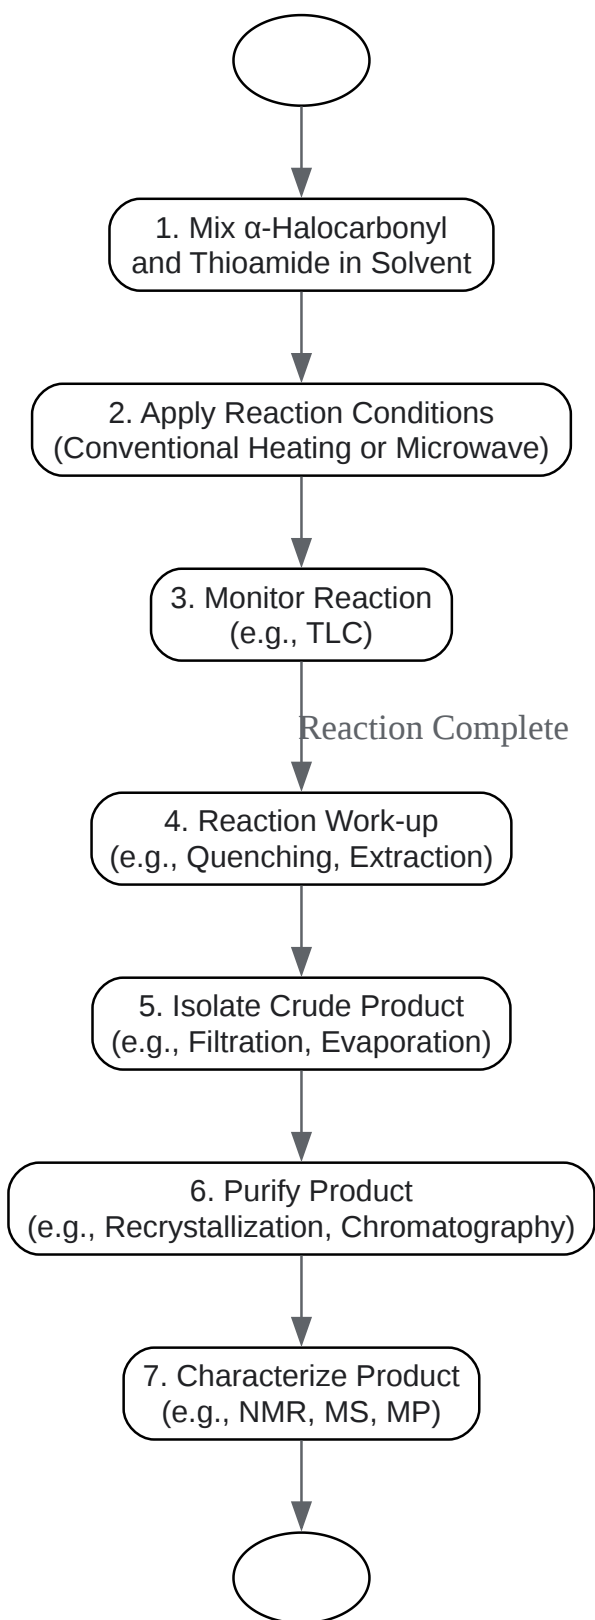 1. Mix α-Halocarbonyl
and Thioamide in Solvent
2. Apply Reaction Conditions
(Conventional Heating or Microwave)
3. Monitor Reaction
(e.g., TLC)
Reaction Complete
4. Reaction Work-up
(e.g., Quenching, Extraction)
5. Isolate Crude Product
(e.g., Filtration, Evaporation)
6. Purify Product
(e.g., Recrystallization, Chromatography)
7. Characterize Product
(e.g., NMR, MS, MP)